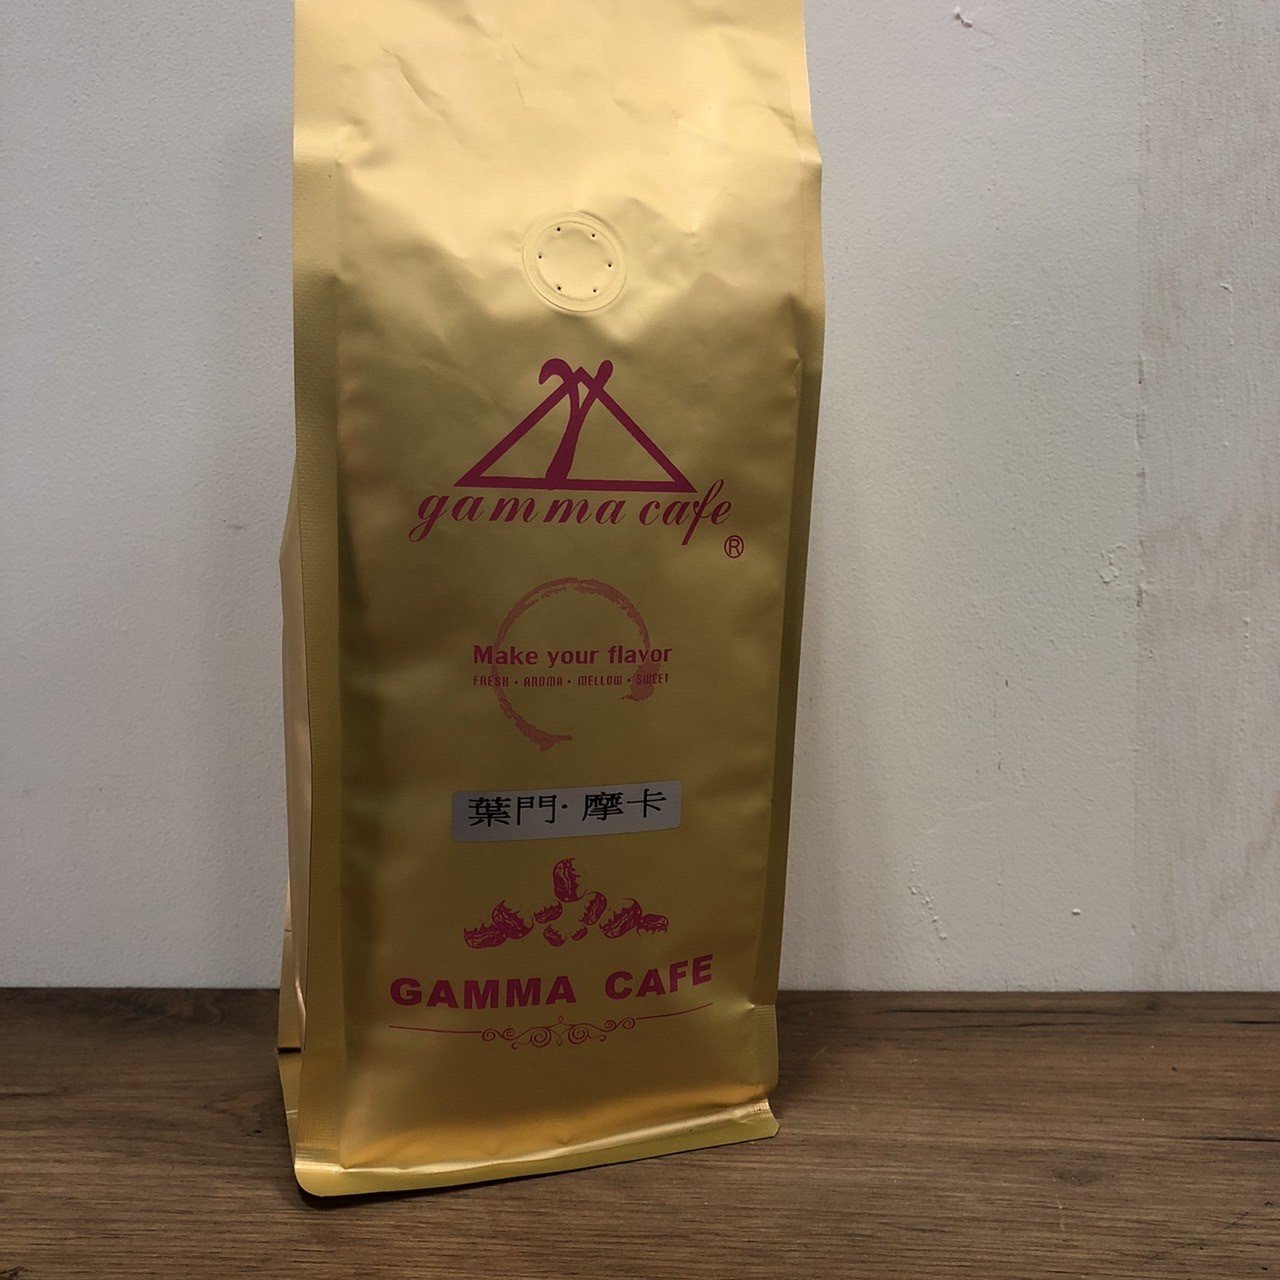 gamma cafe
®
Make your flavor
FRESH • AROMA • MELLOW • SWEET
葉門·摩卡
GAMMA CAFE